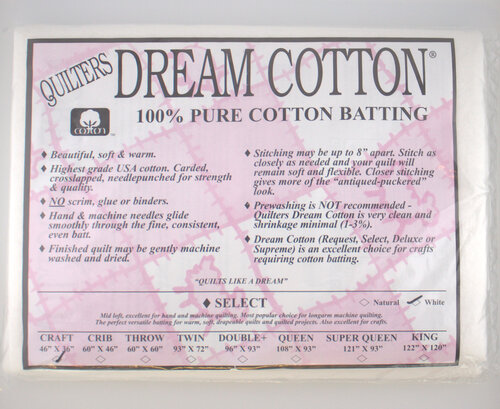 QUILTERS DREAM COTTON®
100% PURE COTTON BATTING
COTTON
♦ Beautiful, soft & warm.
♦ Highest grade USA cotton. Carded,
crosslapped, needlepunched for strength
& quality.
♦ NO scrim, glue or binders.
♦ Hand & machine needles glide
smoothly through the fine, consistent,
even batt.
♦ Finished quilt may be gently machine
washed and dried.
♦ Stitching may be up to 8" apart. Stitch as
closely as needed and your quilt will
remain soft and flexible. Closer stitching
gives more of the "antiqued-puckered"
look.
♦ Prewashing is NOT recommended -
Quilters Dream Cotton is very clean and
shrinkage minimal (1-3%).
♦ Dream Cotton (Request, Select, Deluxe or
Supreme) is an excellent choice for crafts
requiring cotton batting.
"QUILTS LIKE A DREAM"
♦ SELECT
◇ Natural ◇ White
Mid loft, excellent for hand and machine quilting. Most popular choice for longarm machine quilting.
The perfect versatile batting for warm, soft, drapeable quilts and quilted projects. Also excellent for crafts.
CRAFT CRIB THROW TWIN DOUBLE+ QUEEN SUPER QUEEN KING
46" X 36" 60" X 46" 60" X 60" 93" X 72" 96" X 93" 108" X 93" 121" X 93" 122" X 120"